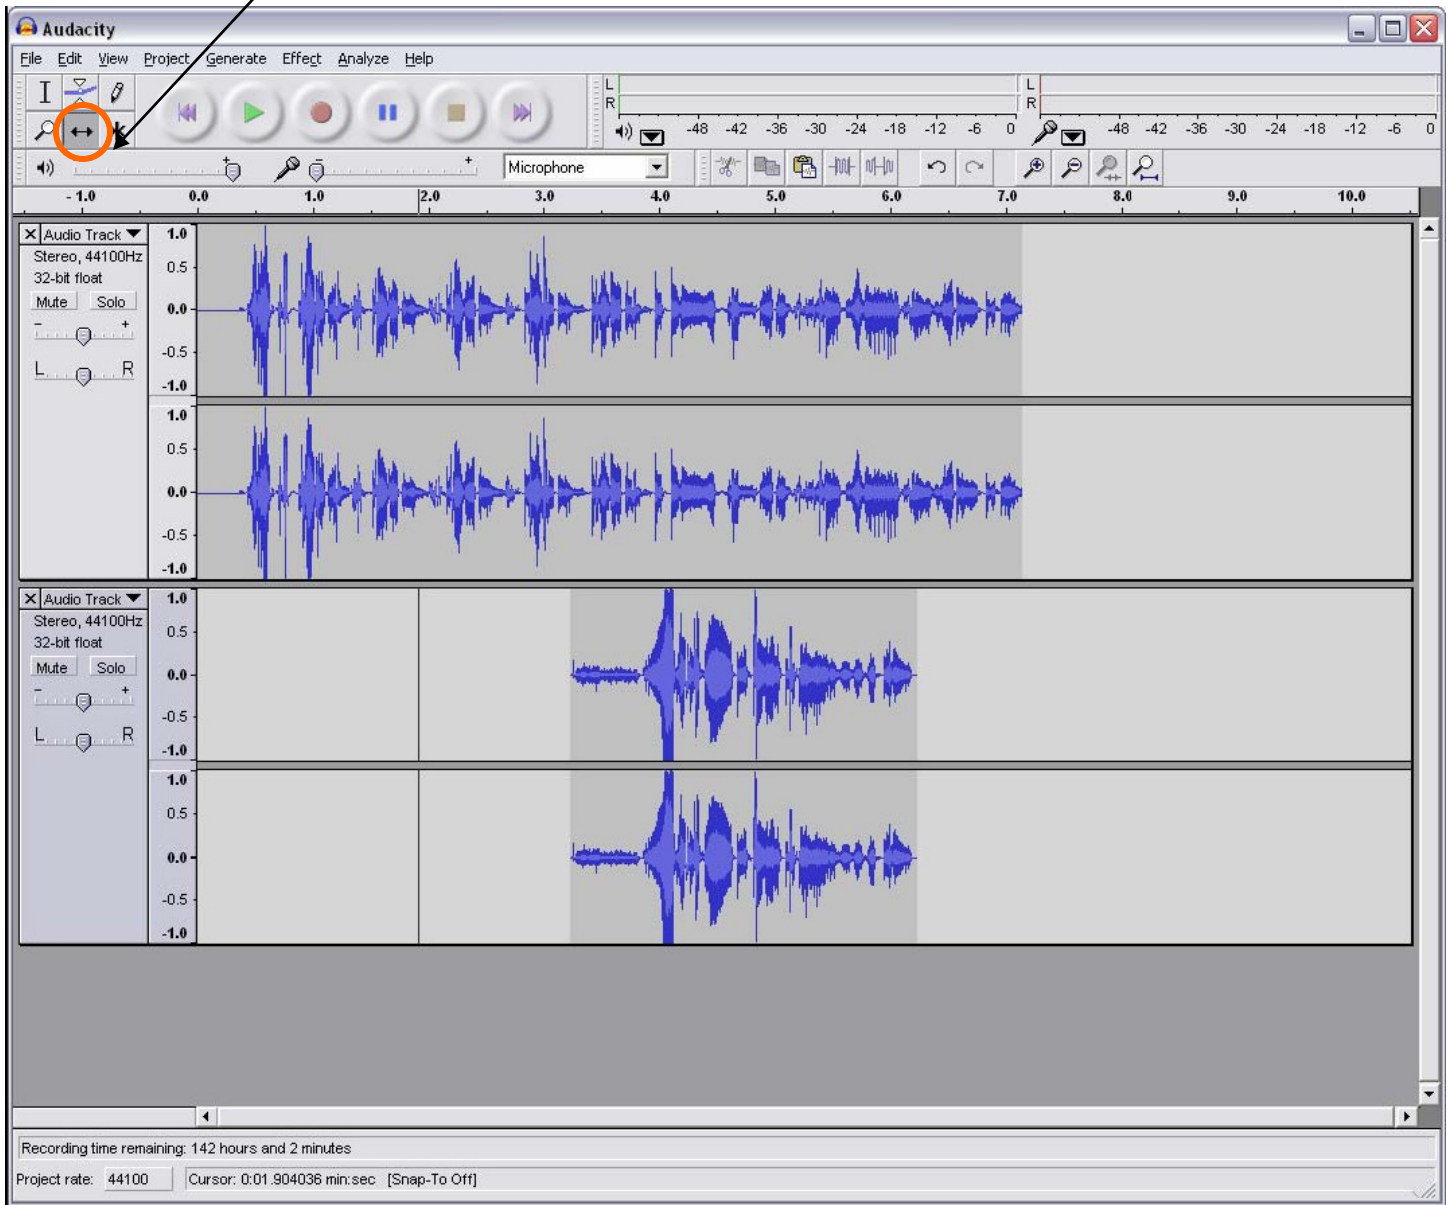 Audacity
File Edit View Project Generate Effect Analyze Help
L
R
-48 -42 -36 -30 -24 -18 -12 -6 0
L
R
-48 -42 -36 -30 -24 -18 -12 -6 0
- + - + Microphone
- 1.0 0.0 1.0 2.0 3.0 4.0 5.0 6.0 7.0 8.0 9.0 10.0
Audio Track
Stereo, 44100Hz
32-bit float
Mute Solo
- +
L R
1.0
0.5
0.0
-0.5
-1.0
1.0
0.5
0.0
-0.5
-1.0
Audio Track
Stereo, 44100Hz
32-bit float
Mute Solo
- +
L R
1.0
0.5
0.0
-0.5
-1.0
1.0
0.5
0.0
-0.5
-1.0
Recording time remaining: 142 hours and 2 minutes
Project rate: 44100 Cursor: 0:01.904036 min:sec [Snap-To Off]